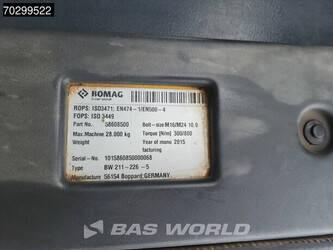 70299522
BOMAG
ROPS: ISO3471; EN474-1/EN500-4
FOPS: ISO 3449
Part No. 58608500 Bolt-size M16/M24 10.9
Max.Machine 28.000 kg Torque [Nm] 300/800
Weight Year of manu 2015
facturing
Serial-No. 101586085000068
Type BW 211-226 -5
Manufacturer 56154 Boppard;GERMANY
BAS WORLD